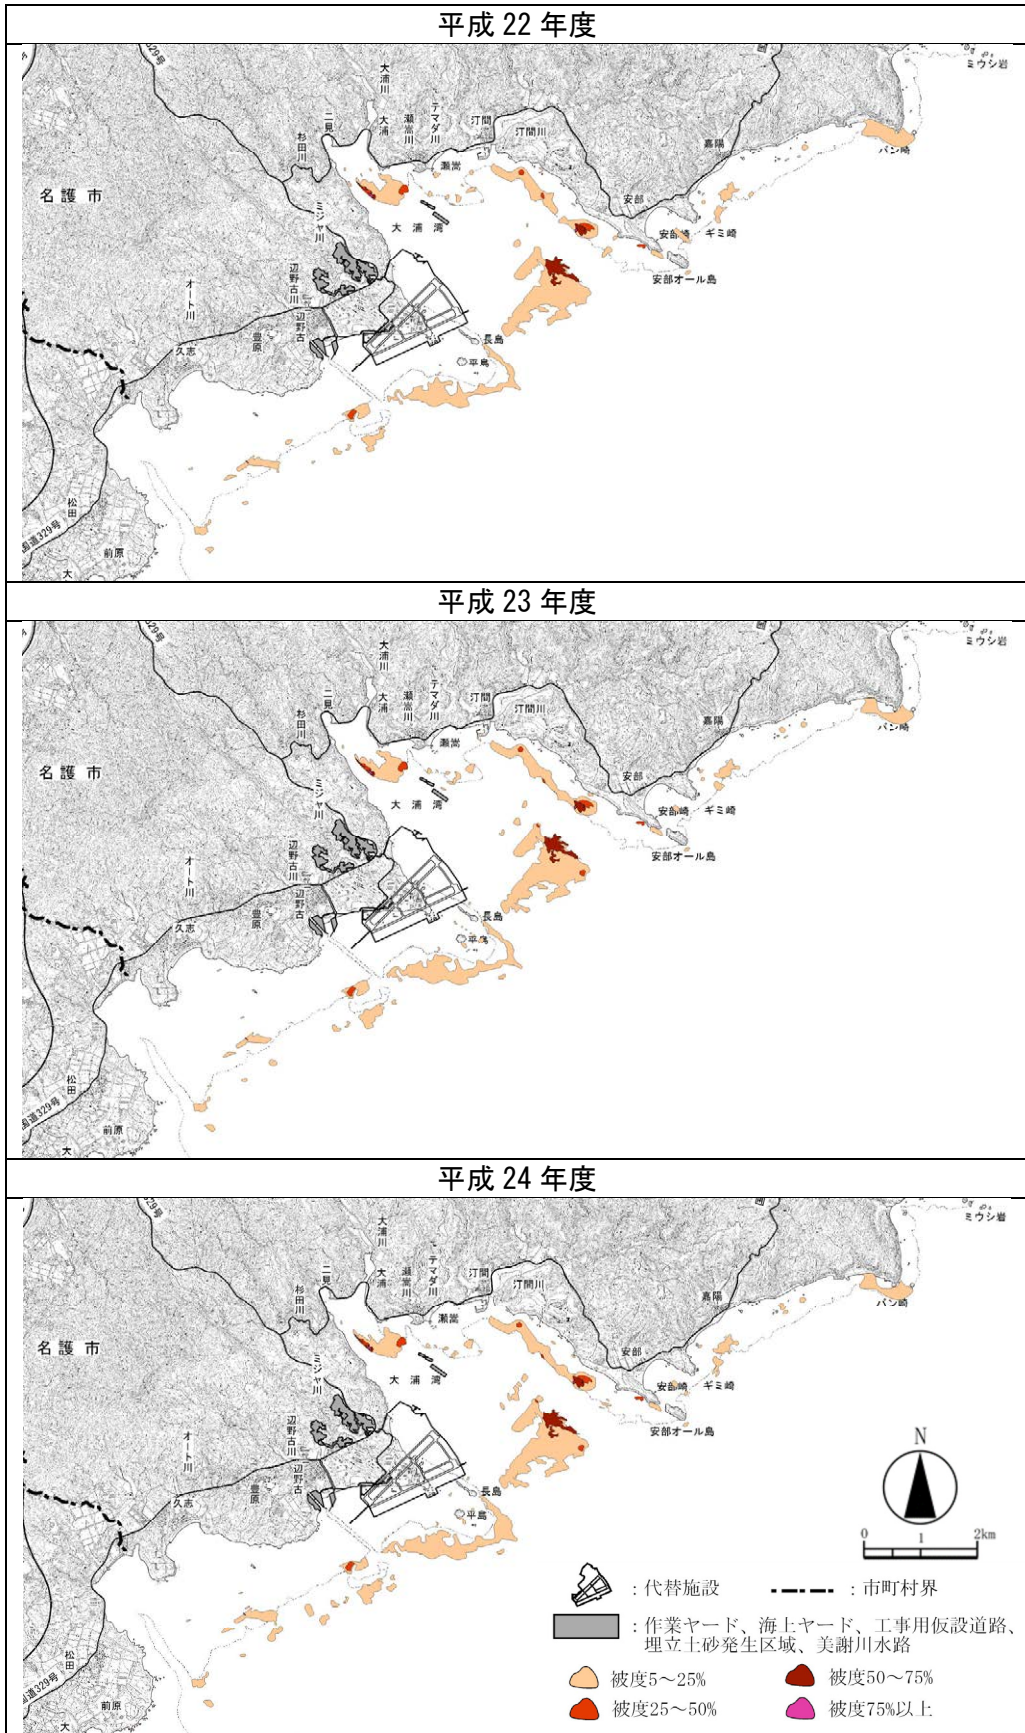 平成 22 年度
329号
大浦川
大浦
瀬嵩川
テマダ川
汀間
汀間川
二見
杉田川
瀬嵩
嘉陽
ミウシ岩
バン崎
名護市
ミジャ川
大浦湾
安部
安部崎
ギミ崎
安部オール島
辺野古川
辺野古
オート川
豊原
久志
長島
平島
松田
国道329号
前原
大
平成 23 年度
329号
大浦川
大浦
瀬嵩川
テマダ川
汀間
汀間川
二見
杉田川
瀬嵩
嘉陽
ミウシ岩
バン崎
名護市
ミジャ川
大浦湾
安部
安部崎
ギミ崎
安部オール島
辺野古川
辺野古
オート川
豊原
久志
長島
平島
松田
国道329号
前原
大
平成 24 年度
329号
大浦川
大浦
瀬嵩川
テマダ川
汀間
汀間川
二見
杉田川
瀬嵩
嘉陽
ミウシ岩
バン崎
名護市
ミジャ川
大浦湾
安部
安部崎
ギミ崎
安部オール島
辺野古川
辺野古
オート川
豊原
久志
長島
平島
松田
国道329号
前原
大
N
0 1 2km
：代替施設
：市町村界
：作業ヤード、海上ヤード、工事用仮設道路、
埋立土砂発生区域、美謝川水路
被度5～25%
被度50～75%
被度25～50%
被度75%以上